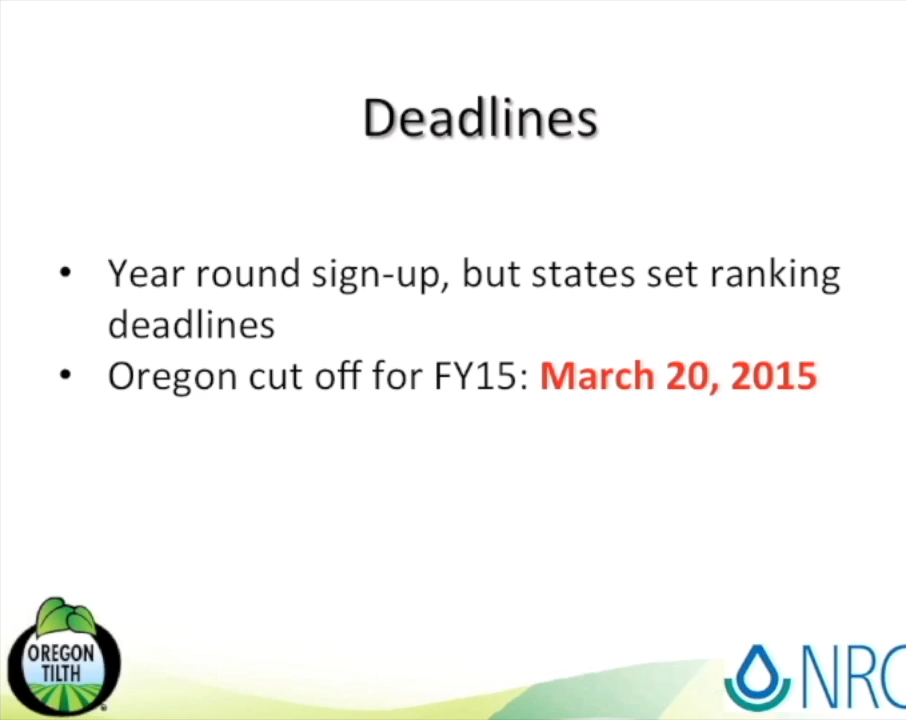 Deadlines
• Year round sign-up, but states set ranking
deadlines
• Oregon cut off for FY15: March 20, 2015
OREGON
TILTH
NRC